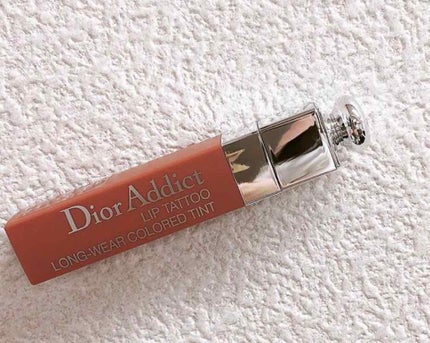 Dior Addict
LIP TATTOO
LONG-WEAR COLORED TINT